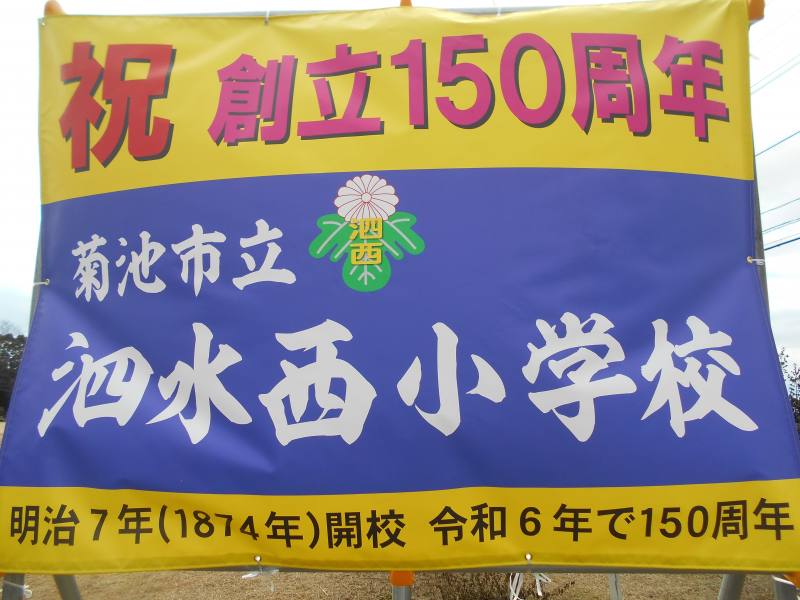 祝 創立150周年
泗西
菊池市立
泗水西小学校
明治7年(1874年)開校 令和6年で150周年